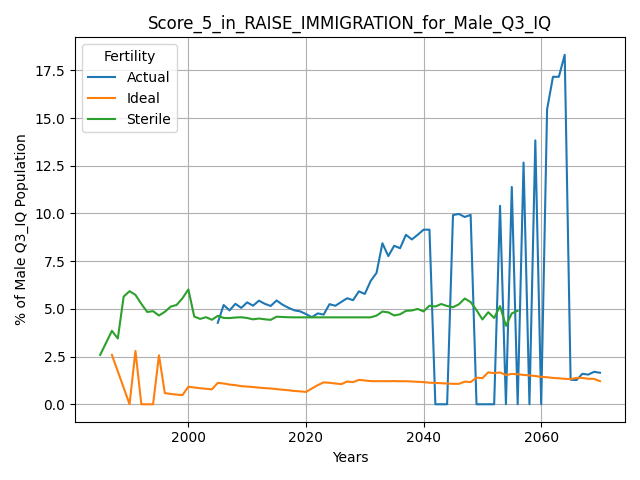 Score_5_in_RAISE_IMMIGRATION_for_Male_Q3_IQ
Fertility
Actual
Ideal
Sterile
% of Male Q3_IQ Population
17.5
15.0
12.5
10.0
7.5
5.0
2.5
0.0
2000
2020
2040
2060
Years